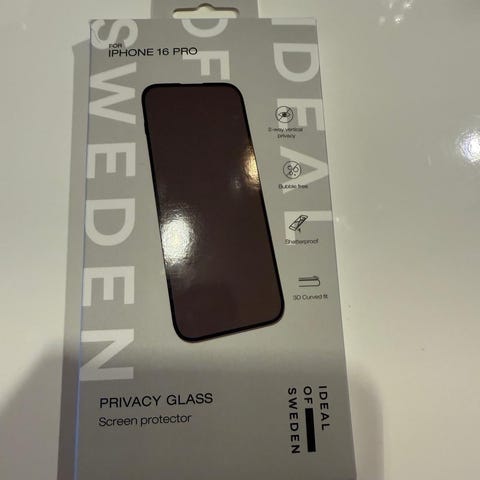 FOR
IPHONE 16 PRO
IDEAL
OF
SWEDEN
2-way vertical
privacy
Bubble free
Shatterproof
3D Curved fit
PRIVACY GLASS
Screen protector
IDEAL
OF
SWEDEN